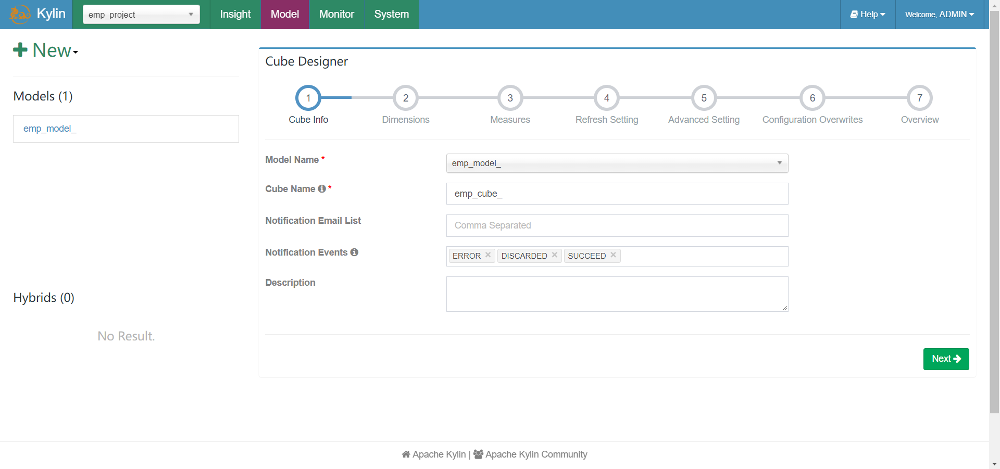 Kylin
emp_project
Insight
Model
Monitor
System
Help
Welcome, ADMIN
New
Models (1)
emp_model_
Hybrids (0)
No Result.
Cube Designer
1
2
3
4
5
6
7
Cube Info
Dimensions
Measures
Refresh Setting
Advanced Setting
Configuration Overwrites
Overview
Model Name *
emp_model_
Cube Name *
emp_cube_
Notification Email List
Comma Separated
Notification Events
ERROR × DISCARDED × SUCCEED ×
Description
Next
Apache Kylin | Apache Kylin Community